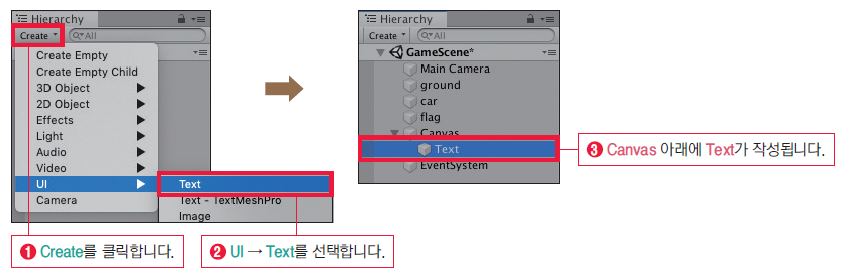 Hierarchy
Create
All
Create Empty
Create Empty Child
3D Object
2D Object
Effects
Light
Audio
Video
UI
Camera
Text
Text - TextMeshPro
Image
❶ Create를 클릭합니다.
❷ UI → Text를 선택합니다.
Hierarchy
Create
All
GameScene*
Main Camera
ground
car
flag
Canvas
Text
EventSystem
❸ Canvas 아래에 Text가 작성됩니다.